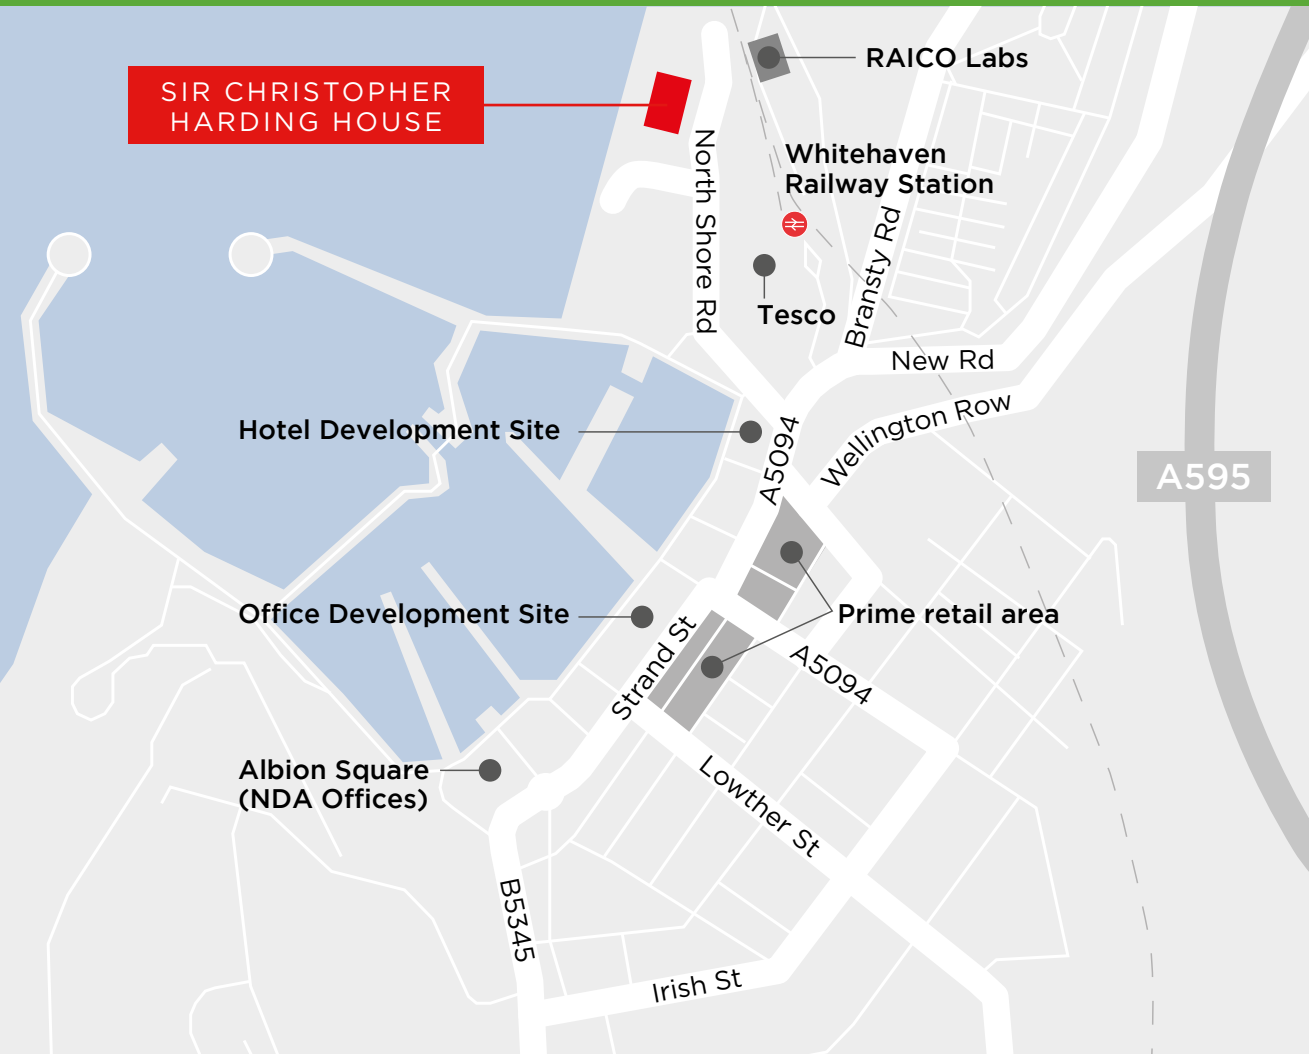 RAICO Labs
SIR CHRISTOPHER
HARDING HOUSE
Whitehaven
Railway Station
North Shore Rd
Bransty Rd
Tesco
New Rd
Wellington Row
Hotel Development Site
A5094
A595
Office Development Site
Prime retail area
Strand St
A5094
Albion Square
(NDA Offices)
Lowther St
B5345
Irish St